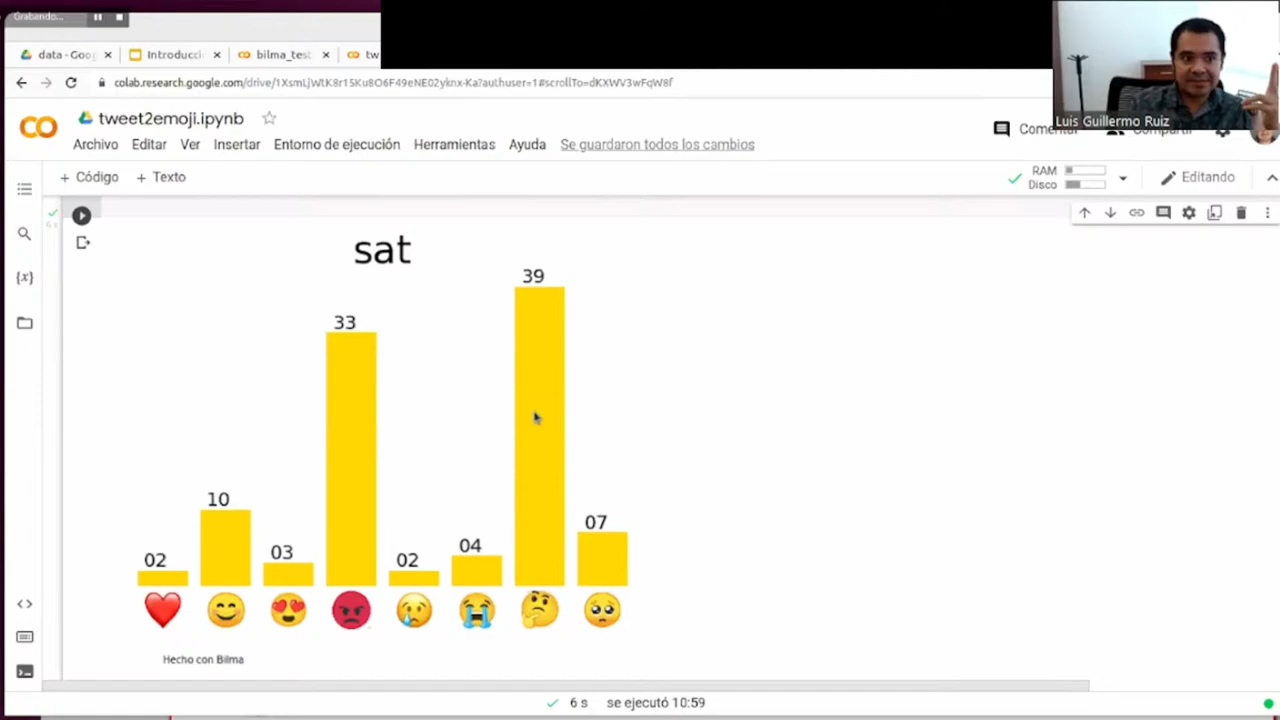 Grabando...
data - Goo
Introducci
bilma_test
tw
colab.research.google.com/drive/1XsmLjWtK8r15Ku8O6F49eNE02yknx-Ka?authuser=1#scrollTo=dKXWV3wFqW8f
Luis Guillermo Ruiz
tweet2emoji.ipynb
Comentar
Compartir
Archivo Editar Ver Insertar Entorno de ejecución Herramientas Ayuda Se guardaron todos los cambios
+ Código + Texto
RAM
Disco
Editando
6 s
{x}
sat
39
33
10
07
04
03
02
02
Hecho con Bilma
6 s se ejecutó 10:59